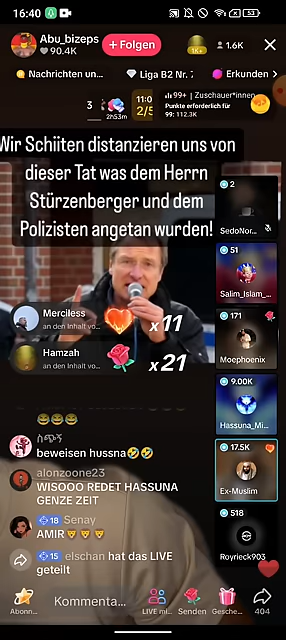 16:40
53
Abu_bizeps
90.4K
+ Folgen
1K+
1.6K
Nachrichten un...
Liga B2 Nr. 7
Erkunden >
3
2h53m
11:0
2/5
99+ | Zuschauer*innen
Punkte erforderlich für
99: 112.3K
Wir Schiiten distanzieren uns von
dieser Tat was dem Herrn
Stürzenberger und dem
Polizisten angetan wurden!
2
SedoNor...
51
Salim_Islam_...
171
Moephoenix
9.00K
Hassuna_Mi...
17.5K
Ex-Muslim
518
Royrieck903
Merciless
an den Inhalt vo...
x11
Hamzah
an den Inhalt vo...
x21
😂😂😂
beweisen hussna🤣🤣
alonzoone23
WISOOO REDET HASSUNA
GENZE ZEIT
18 Senay
AMIR🦁🦁🦁
15 elschan hat das LIVE
geteilt
Abonn...
Kommenta...
LIVE mi...
Senden
Gesche...
404